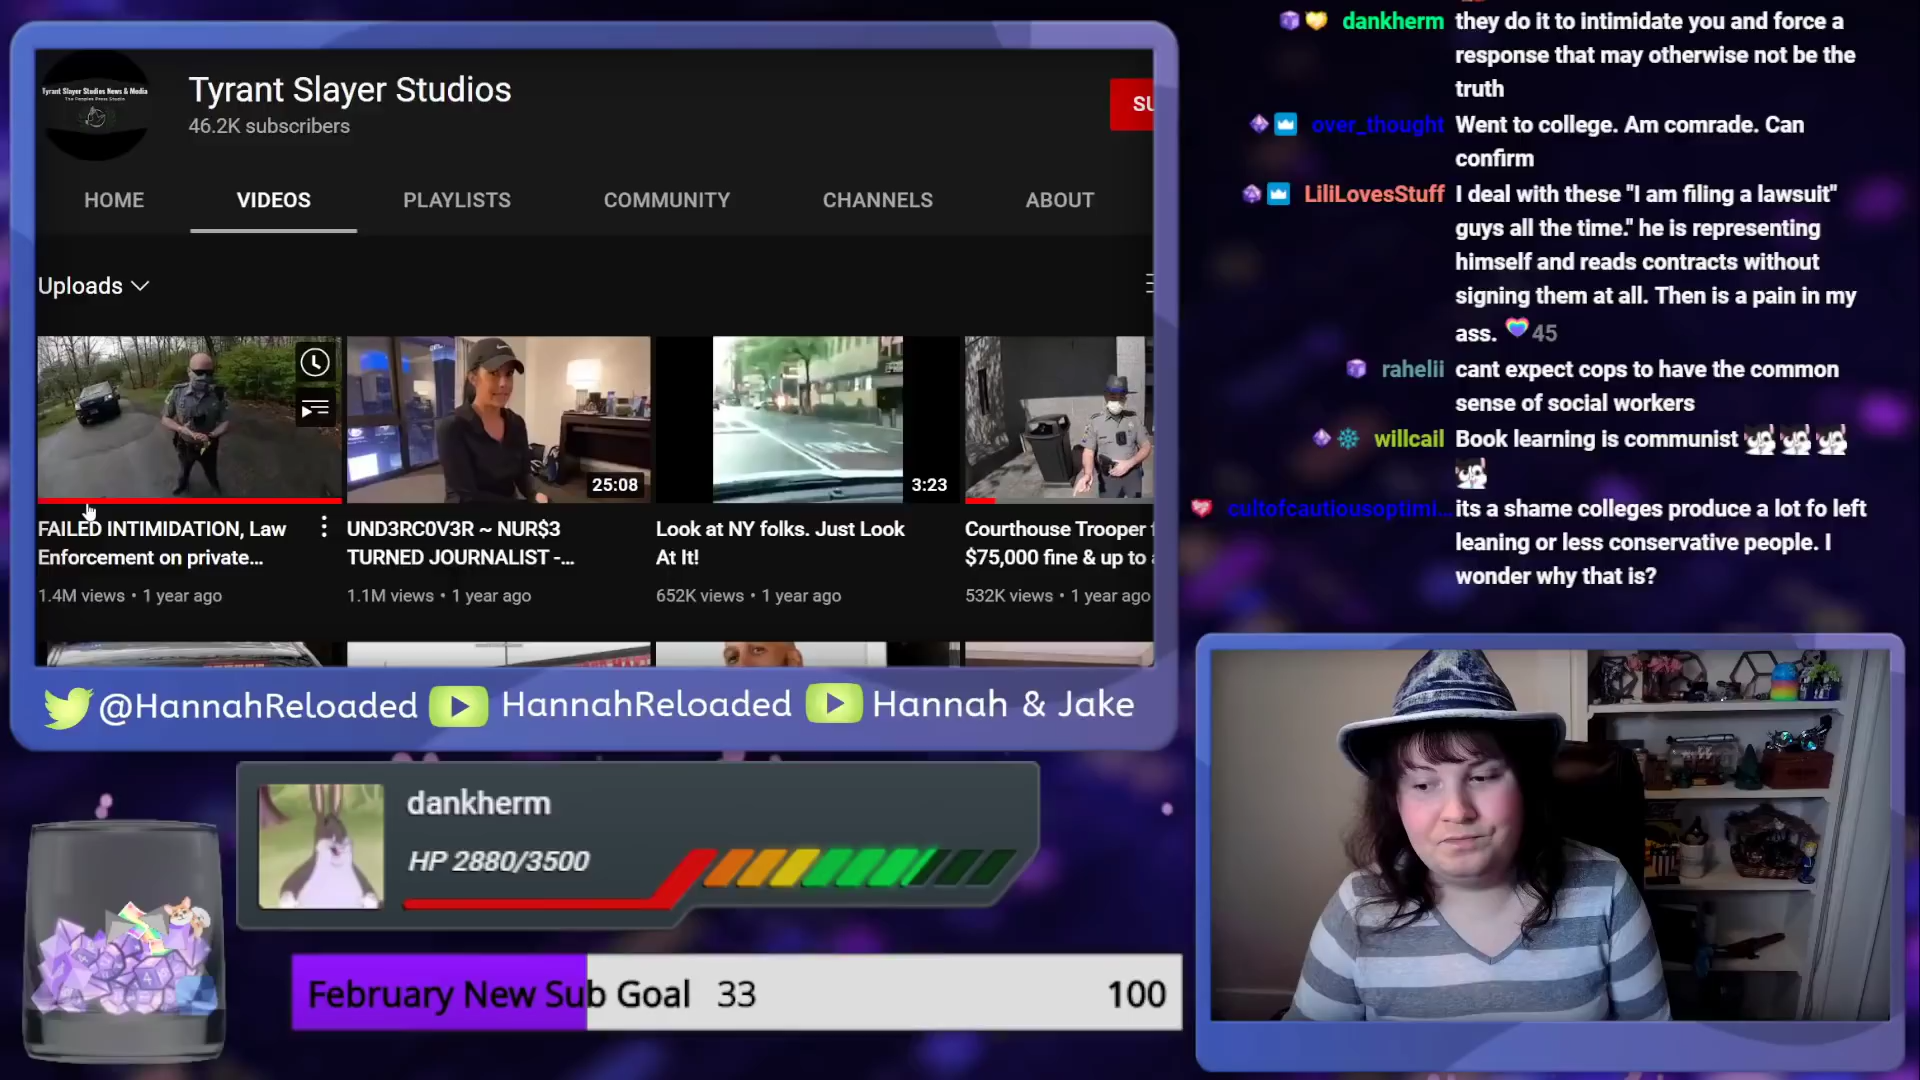 Tyrant Slayer Studios News & Media
Tyrant Slayer Studios
46.2K subscribers
SU
HOME
VIDEOS
PLAYLISTS
COMMUNITY
CHANNELS
ABOUT
Uploads
25:08
3:23
FAILED INTIMIDATION, Law
Enforcement on private...
1.4M views • 1 year ago
UND3RC0V3R ~ NUR$3
TURNED JOURNALIST -...
1.1M views • 1 year ago
Look at NY folks. Just Look
At It!
652K views • 1 year ago
Courthouse Trooper
$75,000 fine & up to
532K views • 1 year ago
@HannahReloaded
HannahReloaded
Hannah & Jake
dankherm
HP 2880/3500
February New Sub Goal 33
100
dankherm they do it to intimidate you and force a
response that may otherwise not be the
truth
over_thought Went to college. Am comrade. Can
confirm
LiliLovesStuff I deal with these "I am filing a lawsuit"
guys all the time." he is representing
himself and reads contracts without
signing them at all. Then is a pain in my
ass. 45
rahelii cant expect cops to have the common
sense of social workers
willcail Book learning is communist
cultofcautiousoptimi... its a shame colleges produce a lot fo left
leaning or less conservative people. I
wonder why that is?